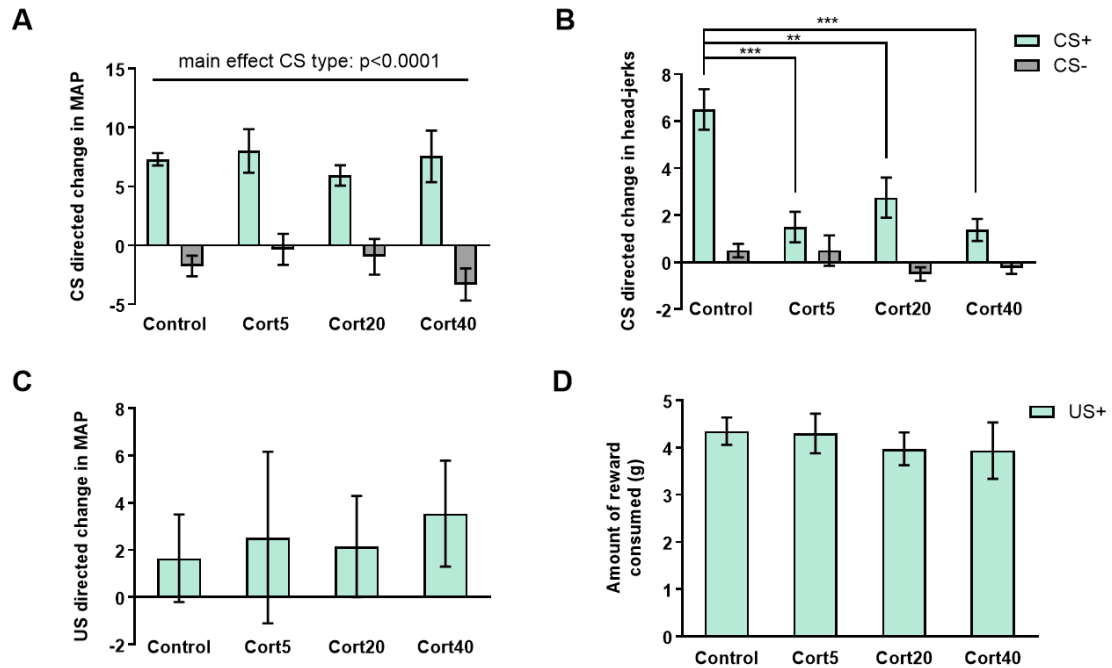 A
main effect CS type: p<0.0001
CS directed change in MAP
15
10
5
0
-5
Control Cort5 Cort20 Cort40
B
***
**
***
CS+
CS-
CS directed change in head-jerks
8
6
4
2
0
-2
Control Cort5 Cort20 Cort40
C
US directed change in MAP
8
6
4
2
0
-2
Control Cort5 Cort20 Cort40
D
US+
Amount of reward
consumed (g)
5
4
3
2
1
0
Control Cort5 Cort20 Cort40